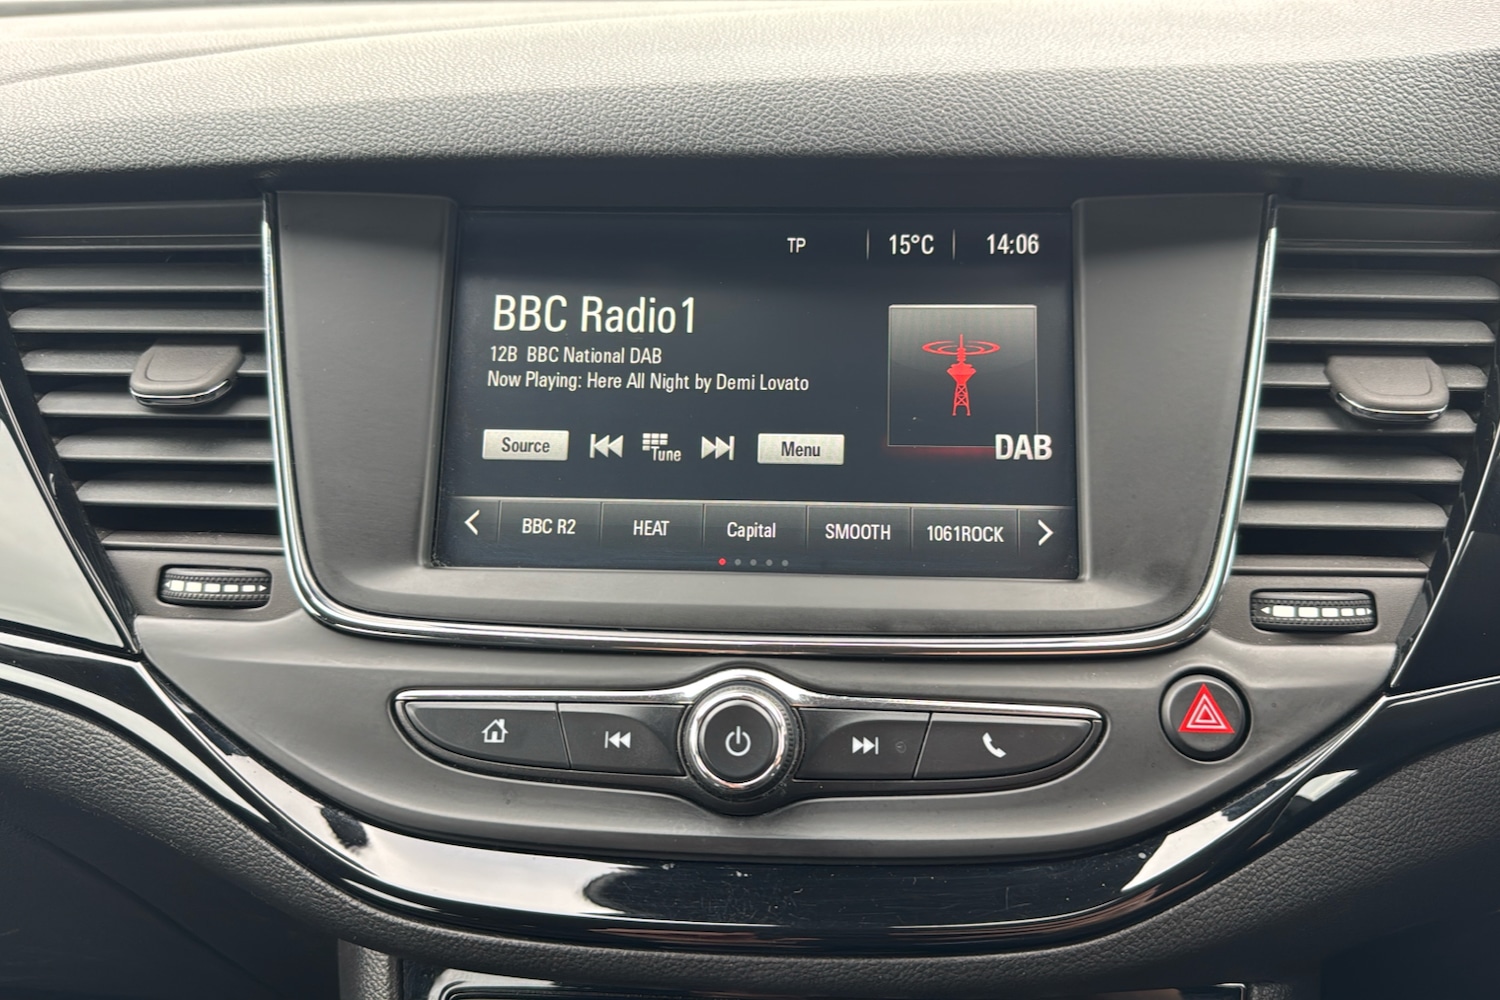 TP 15°C 14:06
BBC Radio1
12B BBC National DAB
Now Playing: Here All Night by Demi Lovato
Source Tune Menu
DAB
BBC R2 HEAT Capital SMOOTH 1061ROCK